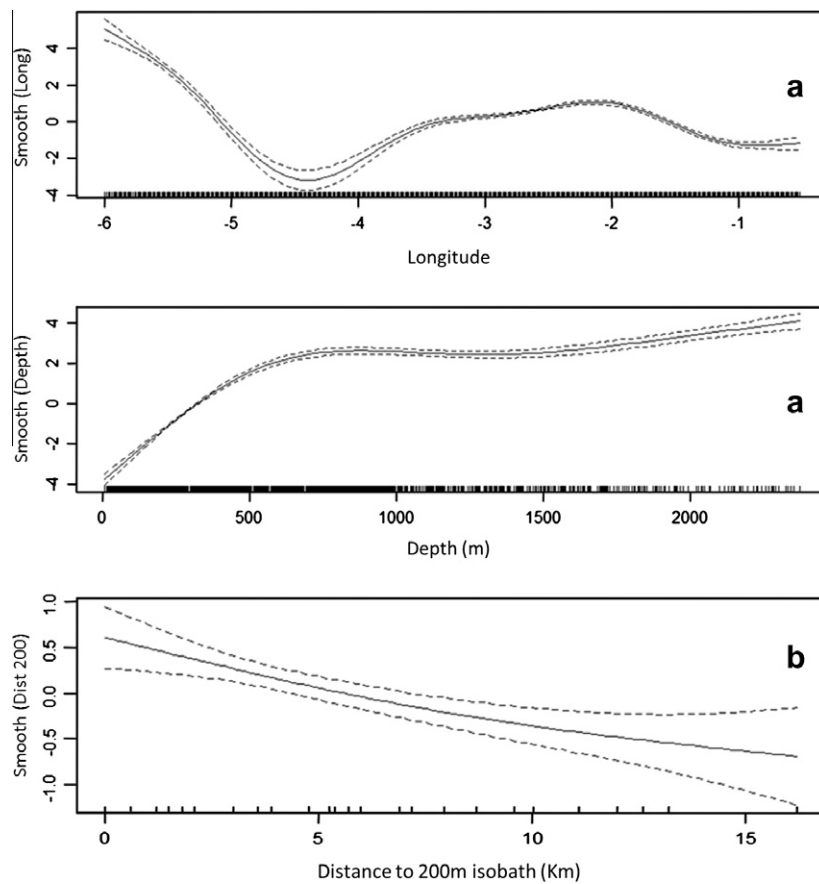 Smooth (Long)
4
2
0
-2
-4
a
-6 -5 -4 -3 -2 -1
Longitude
Smooth (Depth)
4
2
0
-2
-4
a
0 500 1000 1500 2000
Depth (m)
Smooth (Dist 200)
1.0
0.5
0.0
-0.5
-1.0
b
0 5 10 15
Distance to 200m isobath (Km)